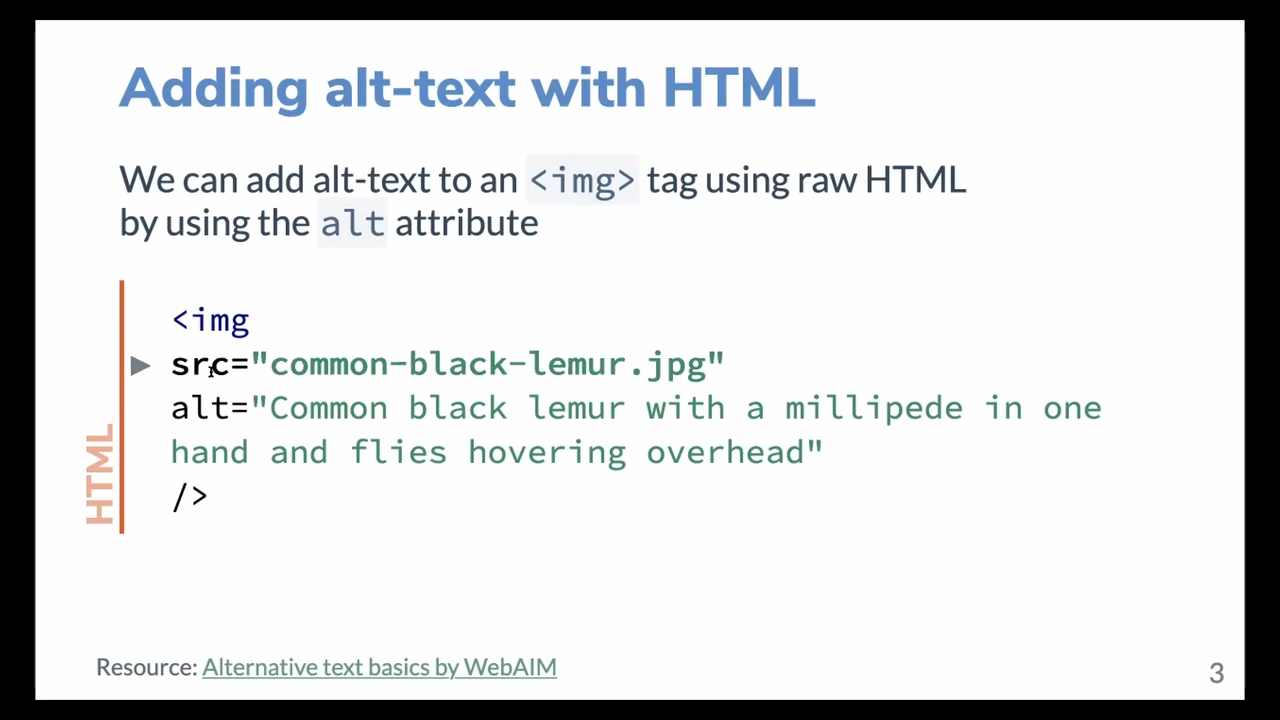 Adding alt-text with HTML
We can add alt-text to an <img> tag using raw HTML
by using the alt attribute
<img
src="common-black-lemur.jpg"
alt="Common black lemur with a millipede in one
hand and flies hovering overhead"
/>
HTML
Resource: Alternative text basics by WebAIM
3